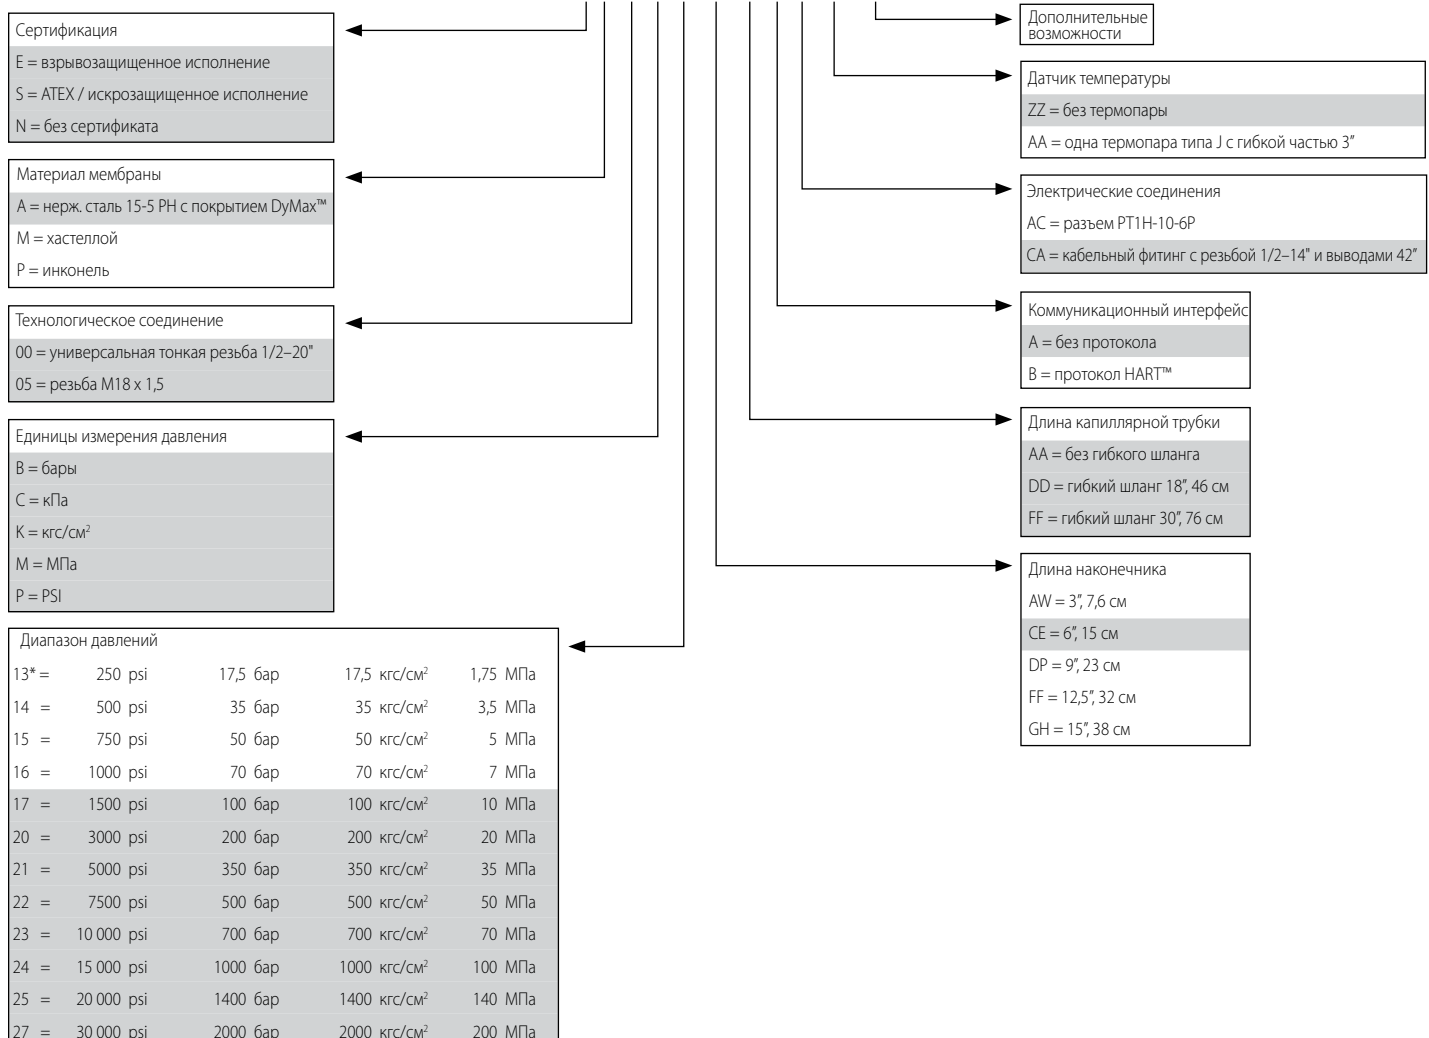 Сертификация
E = взрывозащищенное исполнение
S = ATEX / искрозащищенное исполнение
N = без сертификата
Материал мембраны
A = нерж. сталь 15-5 PH с покрытием DyMax™
M = хастеллой
P = инконель
Технологическое соединение
00 = универсальная тонкая резьба 1/2–20"
05 = резьба M18 x 1,5
Единицы измерения давления
B = бары
C = кПа
K = кгс/см²
M = МПа
P = PSI
Диапазон давлений
13* = 250 psi 17,5 бар 17,5 кгс/см² 1,75 МПа
14 = 500 psi 35 бар 35 кгс/см² 3,5 МПа
15 = 750 psi 50 бар 50 кгс/см² 5 МПа
16 = 1000 psi 70 бар 70 кгс/см² 7 МПа
17 = 1500 psi 100 бар 100 кгс/см² 10 МПа
20 = 3000 psi 200 бар 200 кгс/см² 20 МПа
21 = 5000 psi 350 бар 350 кгс/см² 35 МПа
22 = 7500 psi 500 бар 500 кгс/см² 50 МПа
23 = 10 000 psi 700 бар 700 кгс/см² 70 МПа
24 = 15 000 psi 1000 бар 1000 кгс/см² 100 МПа
25 = 20 000 psi 1400 бар 1400 кгс/см² 140 МПа
27 = 30 000 psi 2000 бар 2000 кгс/см² 200 МПа
Дополнительные
возможности
Датчик температуры
ZZ = без термопары
AA = одна термопара типа J с гибкой частью 3”
Электрические соединения
AC = разъем PT1H-10-6P
CA = кабельный фитинг с резьбой 1/2–14" и выводами 42”
Коммуникационный интерфейс
A = без протокола
B = протокол HART™
Длина капиллярной трубки
AA = без гибкого шланга
DD = гибкий шланг 18”, 46 см
FF = гибкий шланг 30”, 76 см
Длина наконечника
AW = 3”, 7,6 см
CE = 6”, 15 см
DP = 9”, 23 см
FF = 12,5”, 32 см
GH = 15”, 38 см